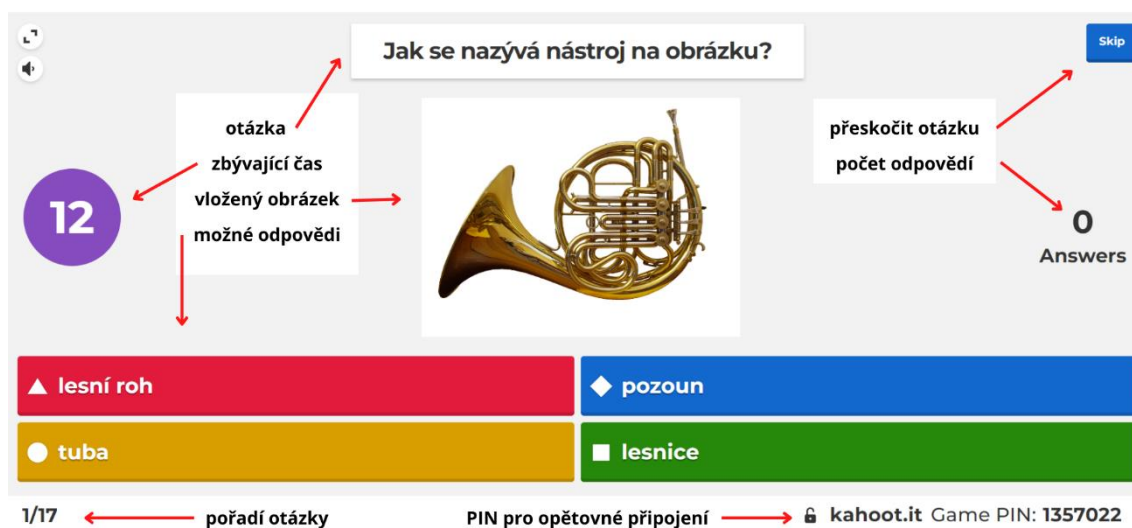 Jak se nazývá nástroj na obrázku?
Skip
otázka
zbývající čas
vložený obrázek
možné odpovědi
přeskočit otázku
počet odpovědí
12
0
Answers
lesní roh
pozoun
tuba
lesnice
1/17
pořadí otázky
PIN pro opětovné připojení
kahoot.it Game PIN: 1357022